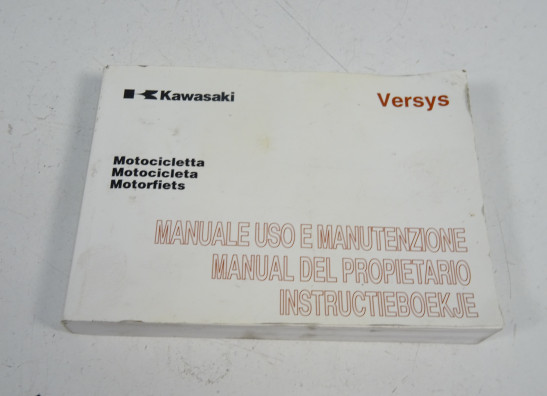 Kawasaki
Versys
Motocicletta
Motocicleta
Motorfiets
MANUALE USO E MANUTENZIONE
MANUAL DEL PROPIETARIO
INSTRUCTIEBOEKJE